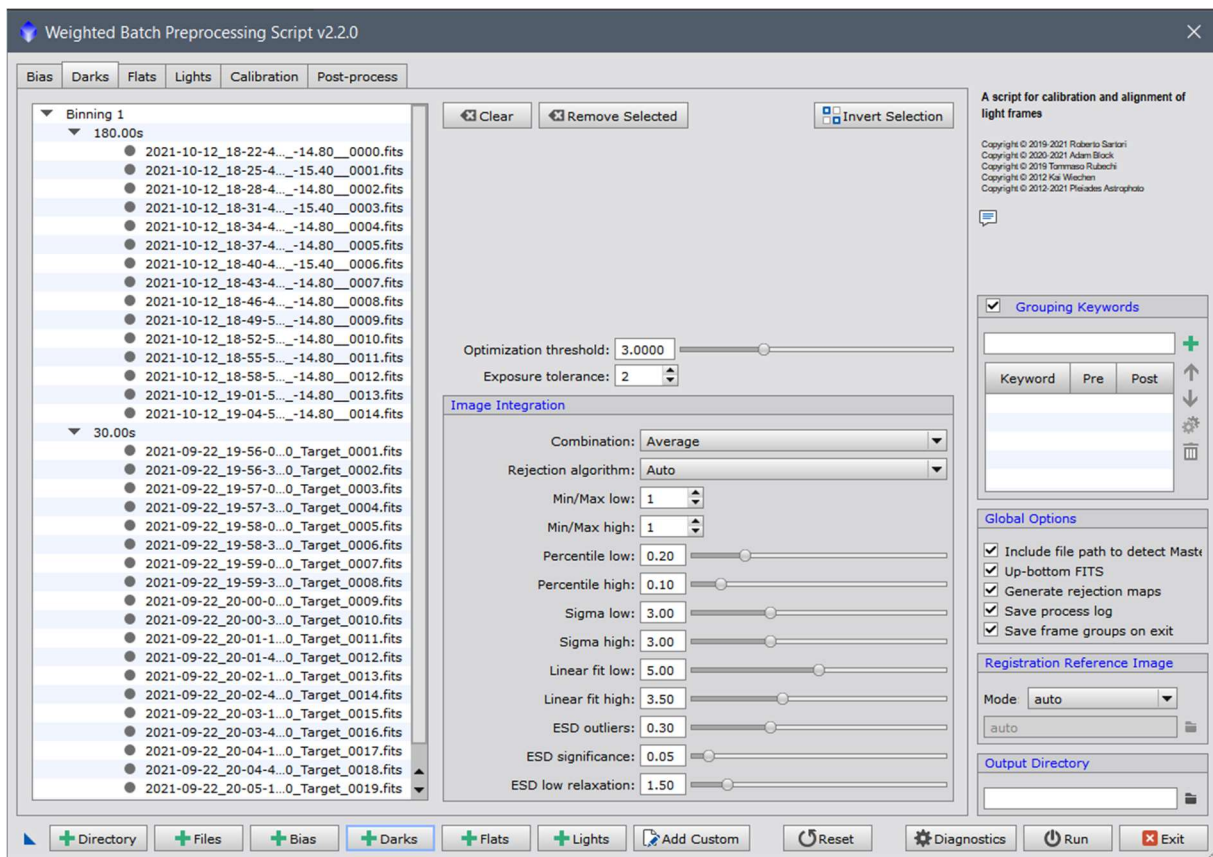 Weighted Batch Preprocessing Script v2.2.0
Bias Darks Flats Lights Calibration Post-process
Binning 1
180.00s
2021-10-12_18-22-4..._-14.80__0000.fits
2021-10-12_18-25-4..._-15.40__0001.fits
2021-10-12_18-28-4..._-14.80__0002.fits
2021-10-12_18-31-4..._-15.40__0003.fits
2021-10-12_18-34-4..._-14.80__0004.fits
2021-10-12_18-37-4..._-14.80__0005.fits
2021-10-12_18-40-4..._-15.40__0006.fits
2021-10-12_18-43-4..._-14.80__0007.fits
2021-10-12_18-46-4..._-14.80__0008.fits
2021-10-12_18-49-5..._-14.80__0009.fits
2021-10-12_18-52-5..._-14.80__0010.fits
2021-10-12_18-55-5..._-14.80__0011.fits
2021-10-12_18-58-5..._-14.80__0012.fits
2021-10-12_19-01-5..._-14.80__0013.fits
2021-10-12_19-04-5..._-14.80__0014.fits
30.00s
2021-09-22_19-56-0...0_Target_0001.fits
2021-09-22_19-56-3...0_Target_0002.fits
2021-09-22_19-57-0...0_Target_0003.fits
2021-09-22_19-57-3...0_Target_0004.fits
2021-09-22_19-58-0...0_Target_0005.fits
2021-09-22_19-58-3...0_Target_0006.fits
2021-09-22_19-59-0...0_Target_0007.fits
2021-09-22_19-59-3...0_Target_0008.fits
2021-09-22_20-00-0...0_Target_0009.fits
2021-09-22_20-00-3...0_Target_0010.fits
2021-09-22_20-01-1...0_Target_0011.fits
2021-09-22_20-01-4...0_Target_0012.fits
2021-09-22_20-02-1...0_Target_0013.fits
2021-09-22_20-02-4...0_Target_0014.fits
2021-09-22_20-03-1...0_Target_0015.fits
2021-09-22_20-03-4...0_Target_0016.fits
2021-09-22_20-04-1...0_Target_0017.fits
2021-09-22_20-04-4...0_Target_0018.fits
2021-09-22_20-05-1...0_Target_0019.fits
Clear Remove Selected Invert Selection
Optimization threshold: 3.0000
Exposure tolerance: 2
Image Integration
Combination: Average
Rejection algorithm: Auto
Min/Max low: 1
Min/Max high: 1
Percentile low: 0.20
Percentile high: 0.10
Sigma low: 3.00
Sigma high: 3.00
Linear fit low: 5.00
Linear fit high: 3.50
ESD outliers: 0.30
ESD significance: 0.05
ESD low relaxation: 1.50
A script for calibration and alignment of
light frames
Copyright © 2019-2021 Roberto Sartori
Copyright © 2020-2021 Adam Block
Copyright © 2019 Tommaso Rubechi
Copyright © 2012 Kai Wiechen
Copyright © 2012-2021 Pleiades Astrophoto
Grouping Keywords
Keyword Pre Post
Global Options
Include file path to detect Maste
Up-bottom FITS
Generate rejection maps
Save process log
Save frame groups on exit
Registration Reference Image
Mode: auto
auto
Output Directory
Directory Files Bias Darks Flats Lights Add Custom Reset Diagnostics Run Exit